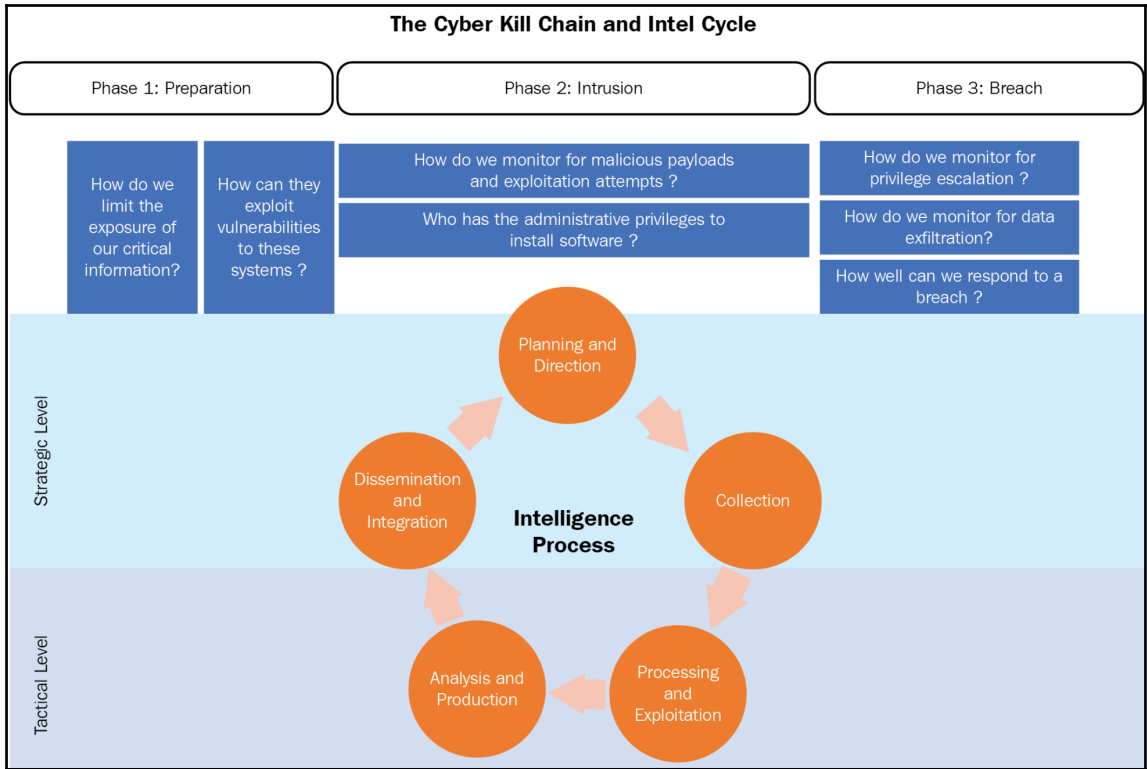 The Cyber Kill Chain and Intel Cycle
Phase 1: Preparation
Phase 2: Intrusion
Phase 3: Breach
How do we
limit the
exposure of
our critical
information?
How can they
exploit
vulnerabilities
to these
systems ?
How do we monitor for malicious payloads
and exploitation attempts ?
Who has the administrative privileges to
install software ?
How do we monitor for
privilege escalation ?
How do we monitor for data
exfiltration?
How well can we respond to a
breach ?
Strategic Level
Planning and
Direction
Dissemination
and
Integration
Intelligence
Process
Collection
Tactical Level
Analysis and
Production
Processing
and
Exploitation